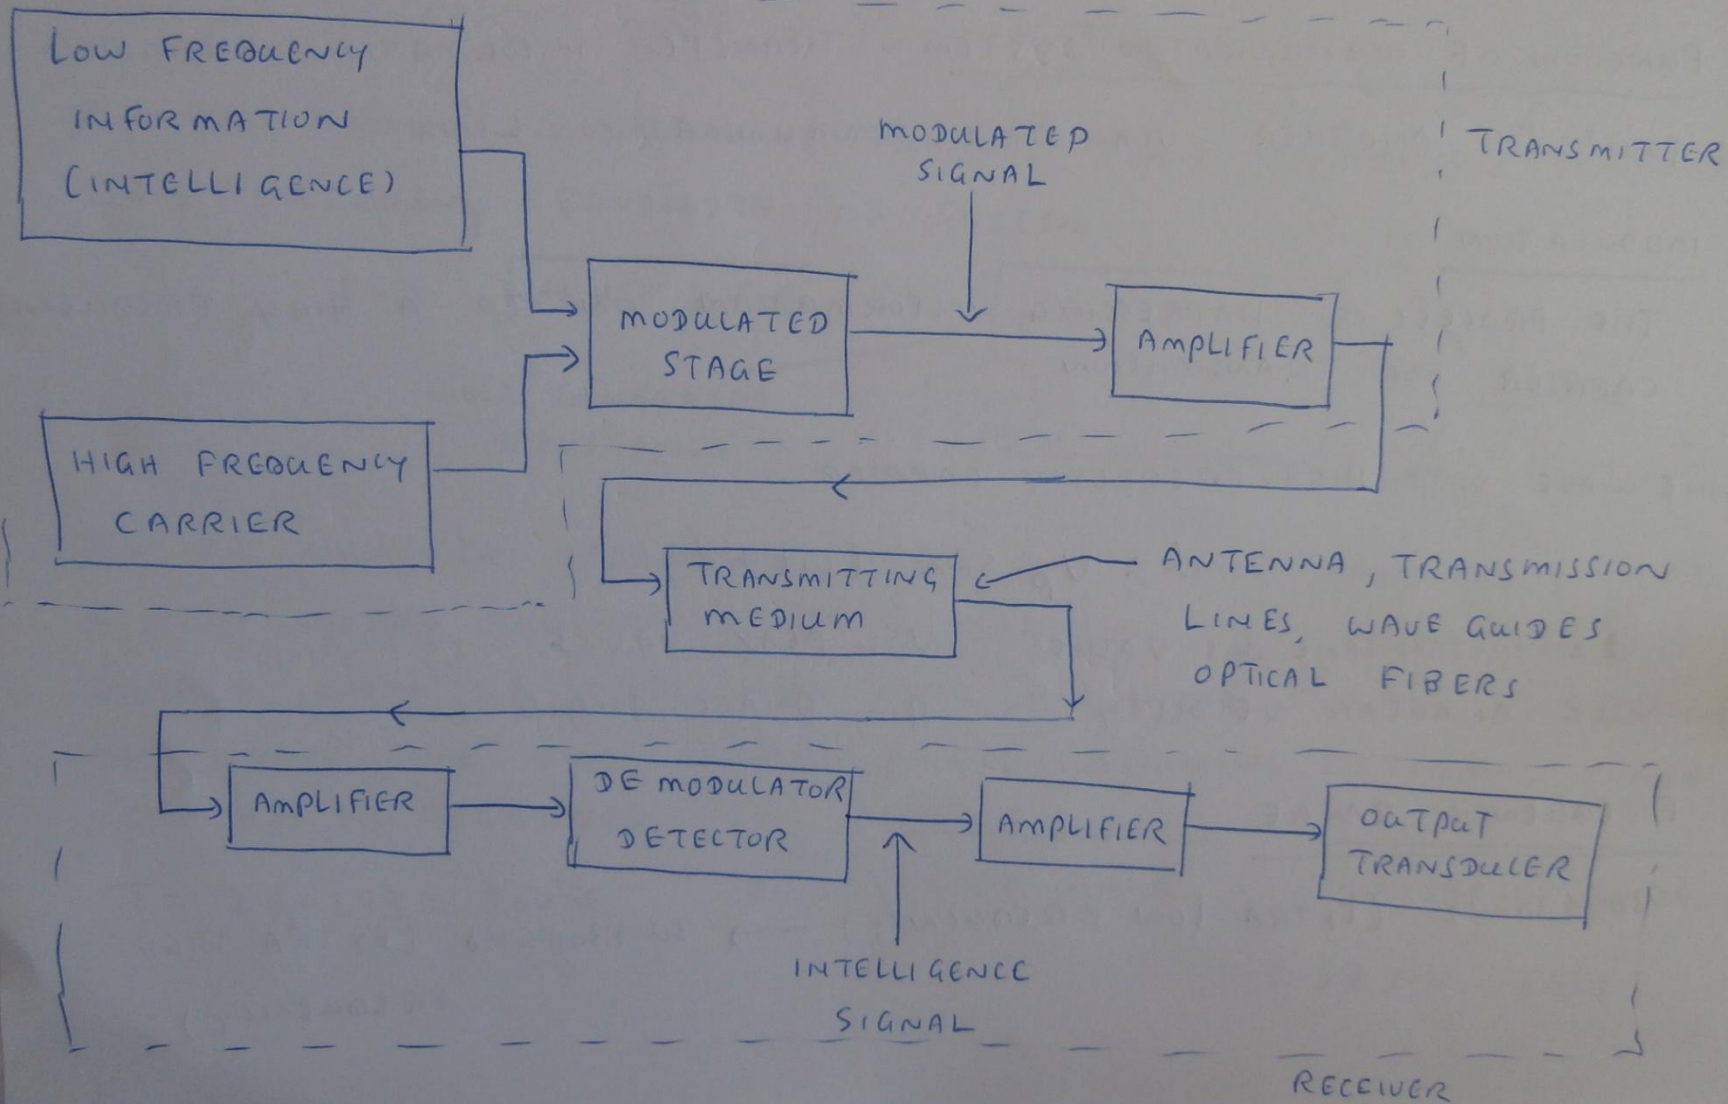 LOW FREQUENCY
INFORMATION
(INTELLIGENCE)
MODULATED
SIGNAL
TRANSMITTER
MODULATED
STAGE
AMPLIFIER
HIGH FREQUENCY
CARRIER
TRANSMITTING
MEDIUM
ANTENNA, TRANSMISSION
LINES, WAVE GUIDES
OPTICAL FIBERS
AMPLIFIER
DE MODULATOR
DETECTOR
AMPLIFIER
OUTPUT
TRANSDUCER
INTELLIGENCE
SIGNAL
RECEIVER